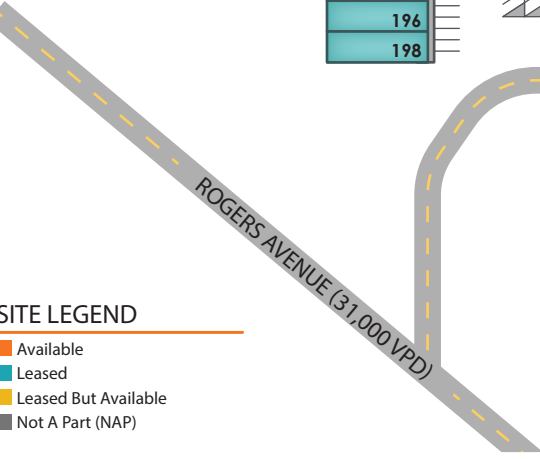 196
198
ROGERS AVENUE (31,000 VPD)
SITE LEGEND
Available
Leased
Leased But Available
Not A Part (NAP)